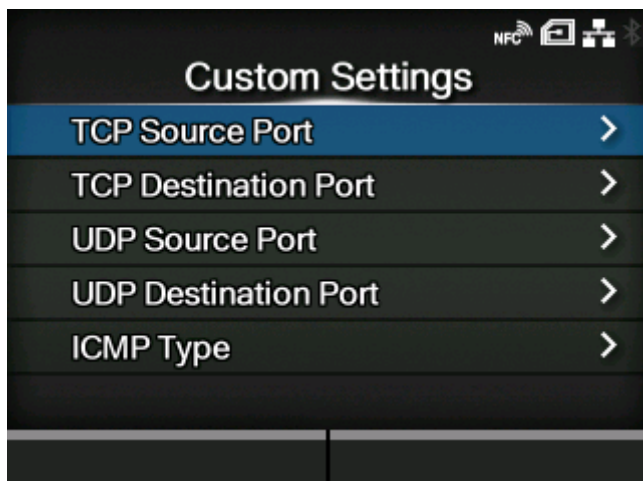 NFC
Custom Settings
TCP Source Port
TCP Destination Port
UDP Source Port
UDP Destination Port
ICMP Type